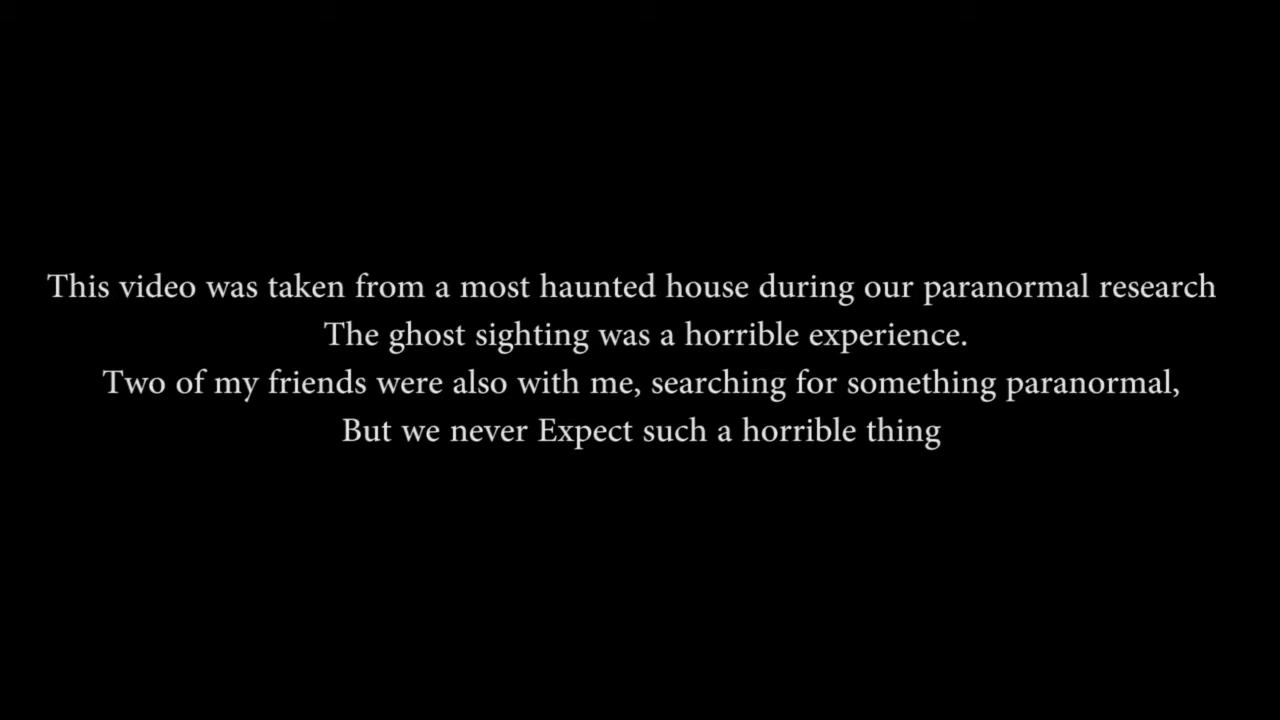 This video was taken from a most haunted house during our paranormal research
The ghost sighting was a horrible experience.
Two of my friends were also with me, searching for something paranormal,
But we never Expect such a horrible thing